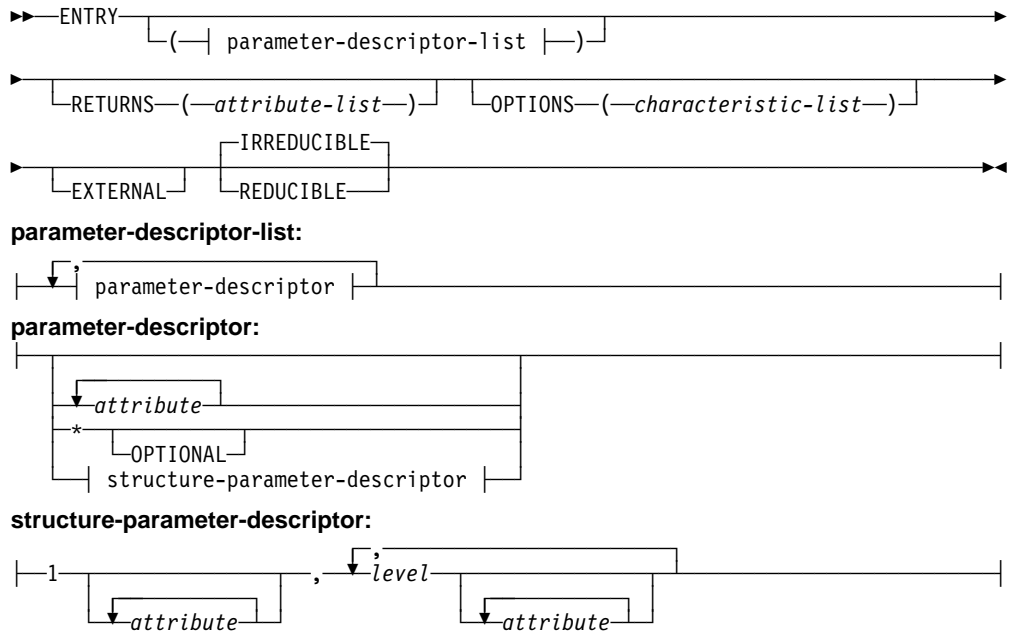 ENTRY
( parameter-descriptor-list )
RETURNS ( attribute-list ) OPTIONS ( characteristic-list )
IRREDUCIBLE
EXTERNAL REDUCIBLE
parameter-descriptor-list:
,
parameter-descriptor
parameter-descriptor:
attribute
*
OPTIONAL
structure-parameter-descriptor
structure-parameter-descriptor:
,
1 , level
attribute attribute